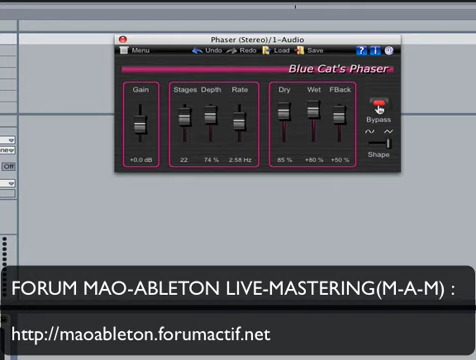 Phaser (Stereo)/1-Audio
Menu Undo Redo Load Save ? i
Blue Cat's Phaser
Gain Stages Depth Rate Dry Wet FBack
Bypass
Shape
+0.0 dB 22 74 % 2.58 Hz 85 % +80 % +50 %
Off
FORUM MAO-ABLETON LIVE-MASTERING(M-A-M) :
http://maoableton.forumactif.net